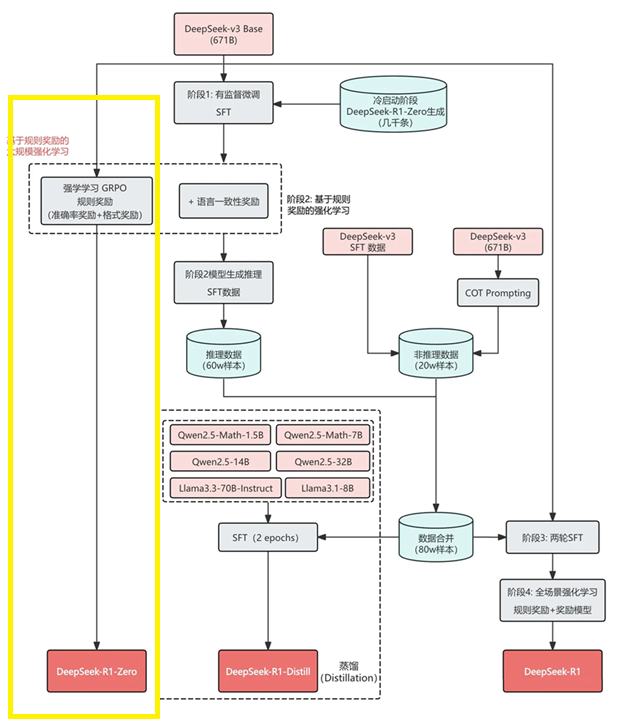 DeepSeek-v3 Base
(671B)
阶段1: 有监督微调
SFT
冷启动阶段
DeepSeek-R1-Zero生成
(几千条)
基于规则奖励的
大规模强化学习
强学学习 GRPO
规则奖励
(准确率奖励+格式奖励)
+ 语言一致性奖励
阶段2: 基于规则
奖励的强化学习
阶段2模型生成推理
SFT数据
DeepSeek-v3
SFT 数据
DeepSeek-v3
(671B)
COT Prompting
推理数据
(60w样本)
非推理数据
(20w样本)
Qwen2.5-Math-1.5B
Qwen2.5-Math-7B
Qwen2.5-14B
Qwen2.5-32B
Llama3.3-70B-Instruct
Llama3.1-8B
SFT（2 epochs）
数据合并
(80w样本)
阶段3: 两轮SFT
阶段4: 全场景强化学习
规则奖励+奖励模型
DeepSeek-R1-Zero
DeepSeek-R1-Distill
蒸馏
(Distillation)
DeepSeek-R1